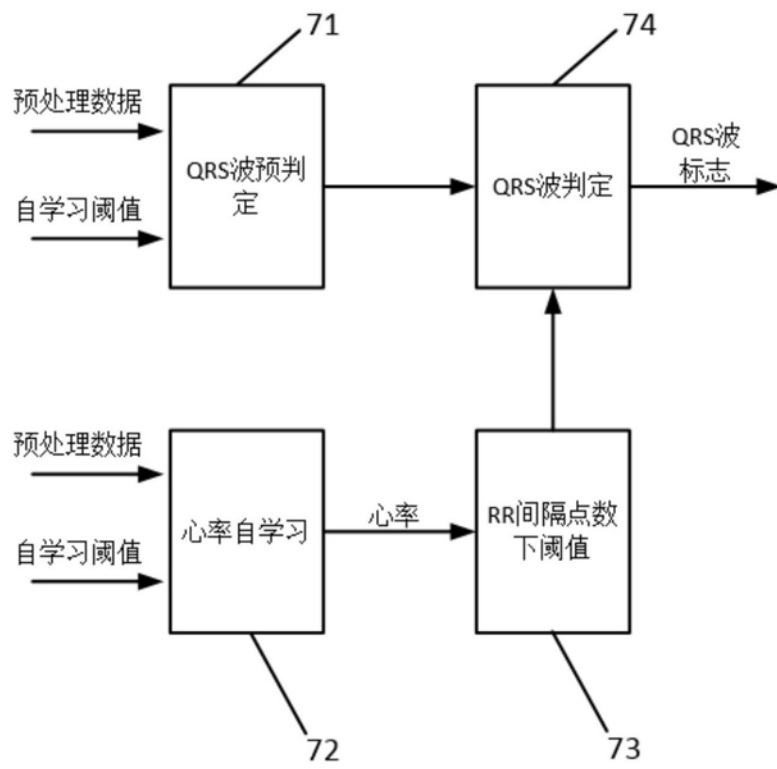 71
74
预处理数据
自学习阈值
QRS波预判
定
QRS波判定
QRS波
标志
预处理数据
自学习阈值
心率自学习
心率
RR间隔点数
下阈值
72
73